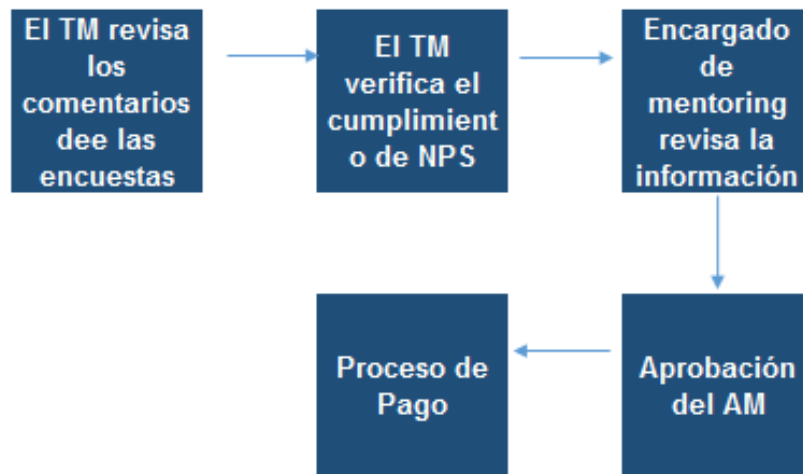 El TM revisa
los
comentarios
dee las
encuestas
El TM
verifica el
cumplimient
o de NPS
Encargado
de
mentoring
revisa la
información
Aprobación
del AM
Proceso de
Pago